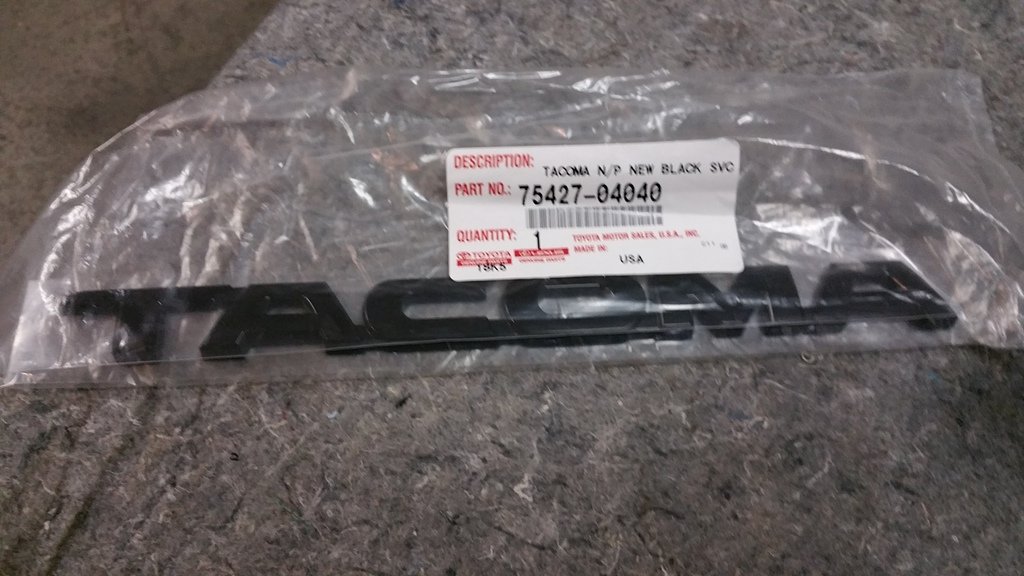 DESCRIPTION: TACOMA N/P NEW BLACK SVC
PART NO.: 75427-04040
QUANTITY: 1 TOYOTA MOTOR SALES, U.S.A., INC.
MADE IN:
TOYOTA LEXUS
USA
TACOMA